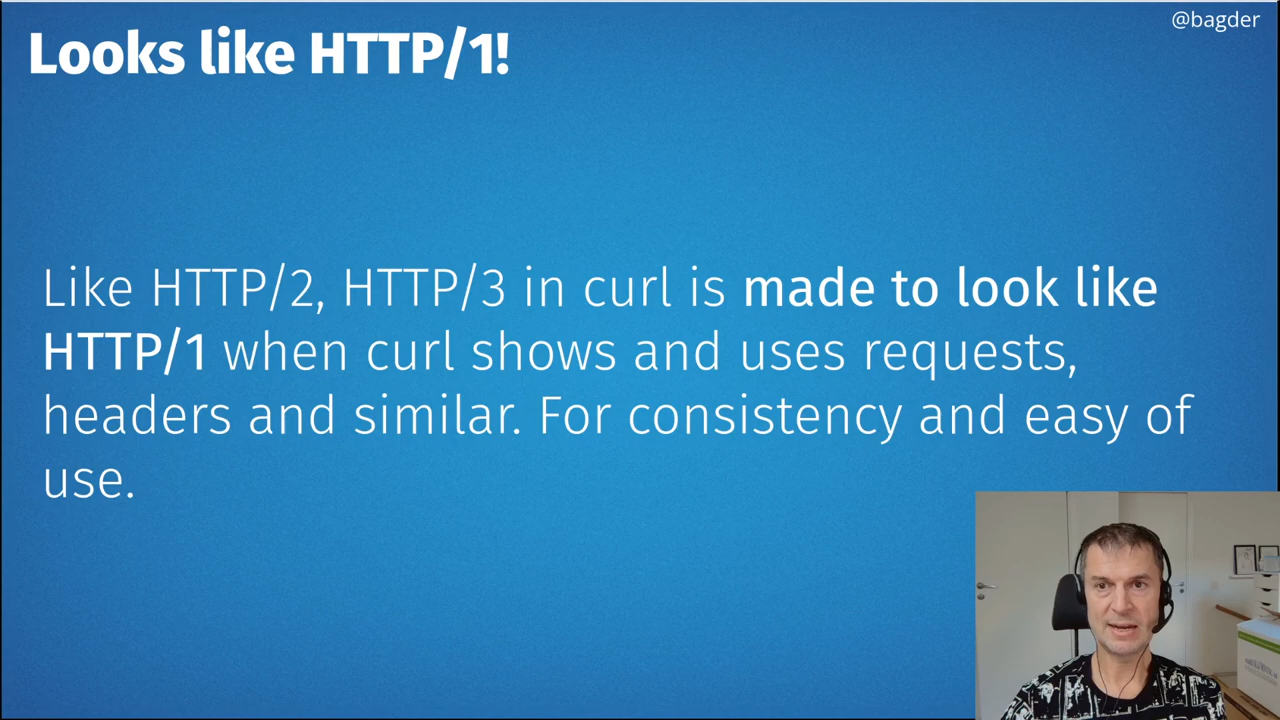 @bagder
Looks like HTTP/1!
Like HTTP/2, HTTP/3 in curl is made to look like
HTTP/1 when curl shows and uses requests,
headers and similar. For consistency and easy of
use.